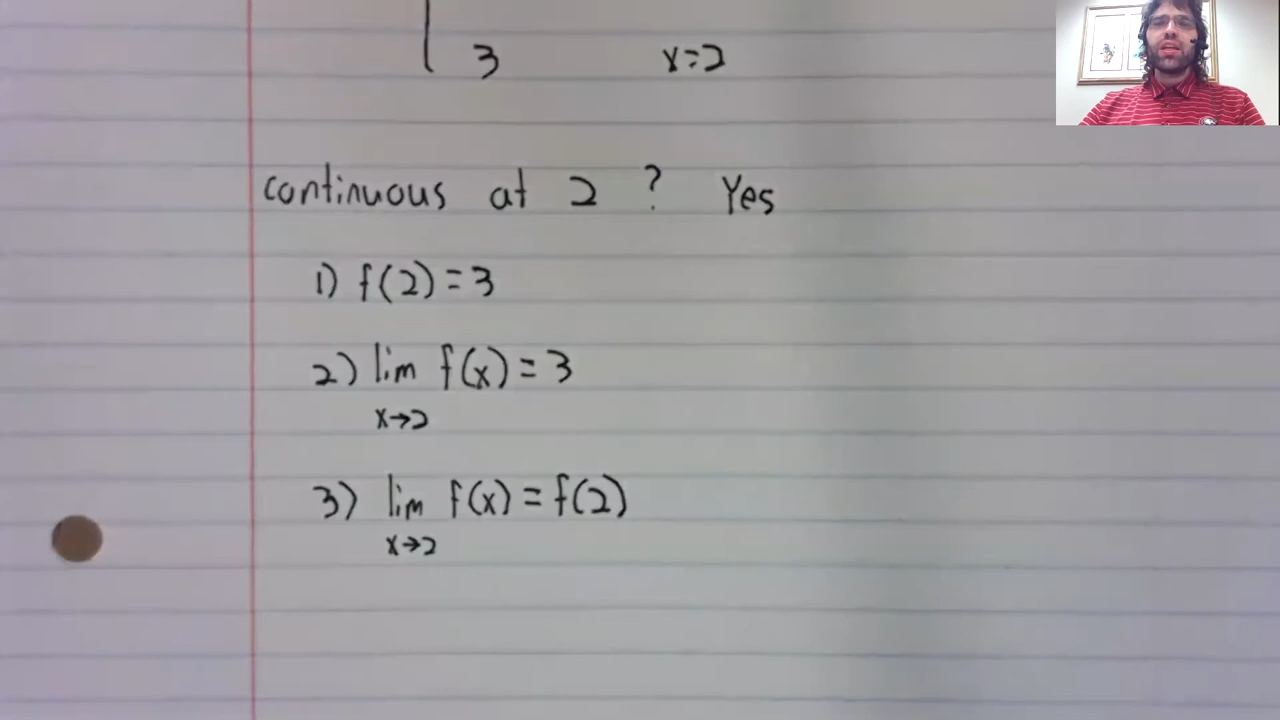 3 x=2
continuous at 2 ? Yes
1) f(2)=3
2) lim f(x)=3
x→2
3) lim f(x)=f(2)
x→2